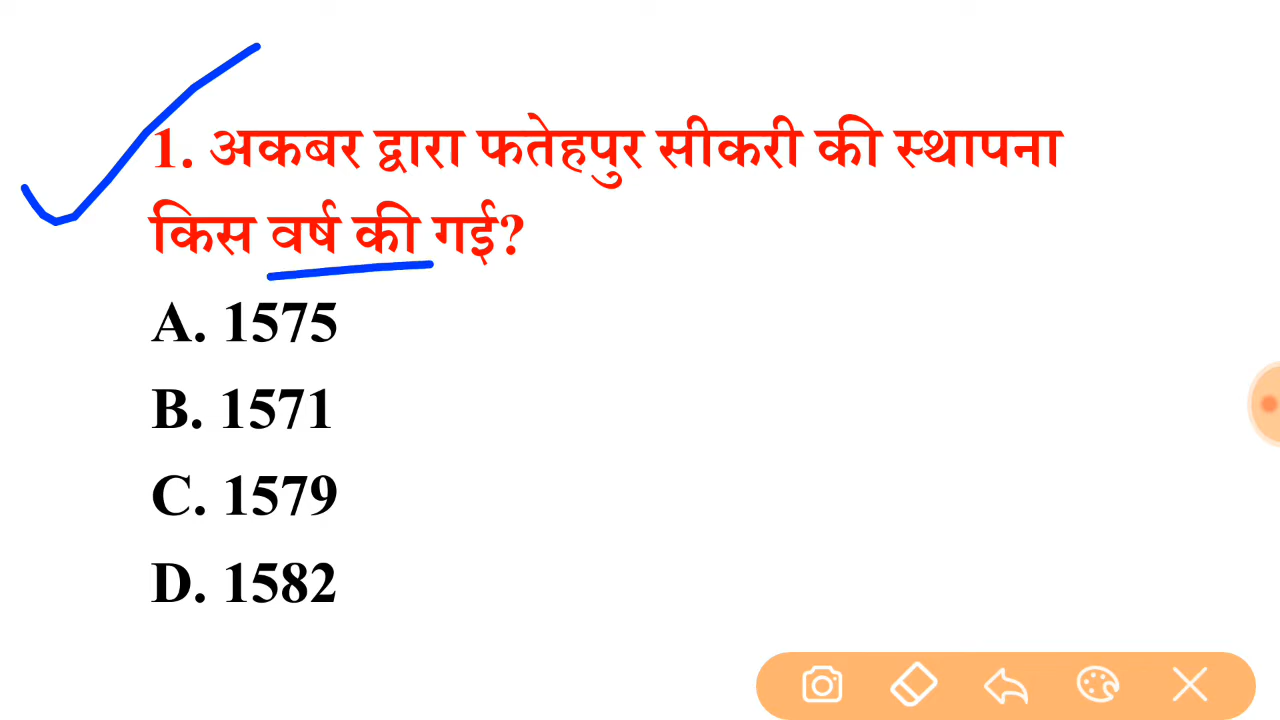 1. अकबर द्वारा फतेहपुर सीकरी की स्थापना
किस वर्ष की गई?
A. 1575
B. 1571
C. 1579
D. 1582